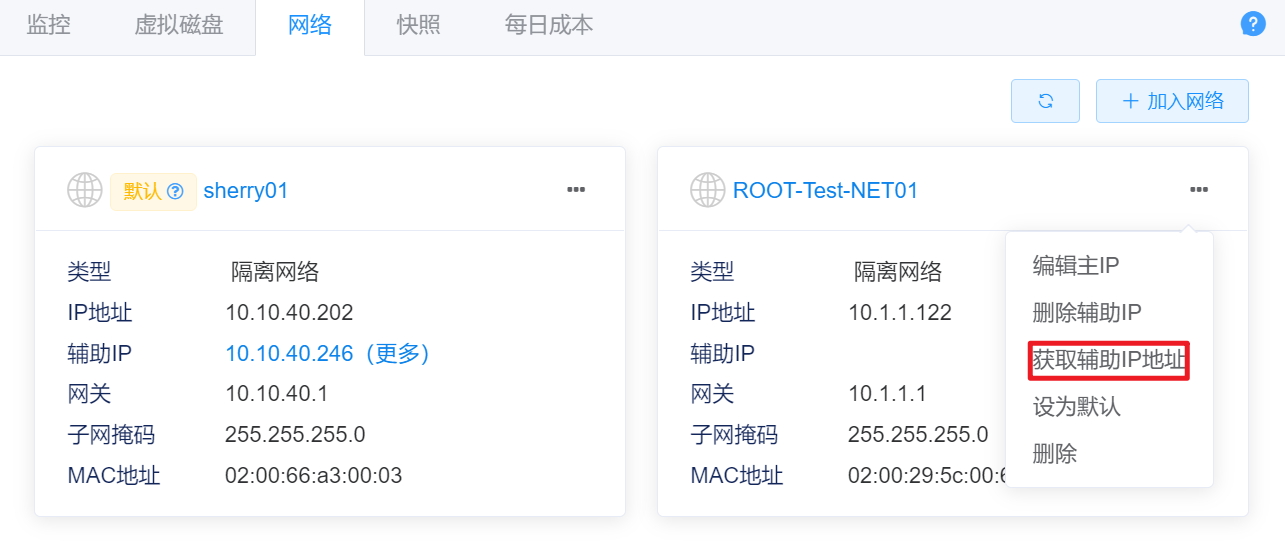 监控 虚拟磁盘 网络 快照 每日成本
加入网络
默认 sherry01
类型 隔离网络
IP地址 10.10.40.202
辅助IP 10.10.40.246（更多）
网关 10.10.40.1
子网掩码 255.255.255.0
MAC地址 02:00:66:a3:00:03
ROOT-Test-NET01
类型 隔离网络
IP地址 10.1.1.122
辅助IP
网关 10.1.1.1
子网掩码 255.255.255.0
MAC地址 02:00:29:5c:00:
编辑主IP
删除辅助IP
获取辅助IP地址
设为默认
删除